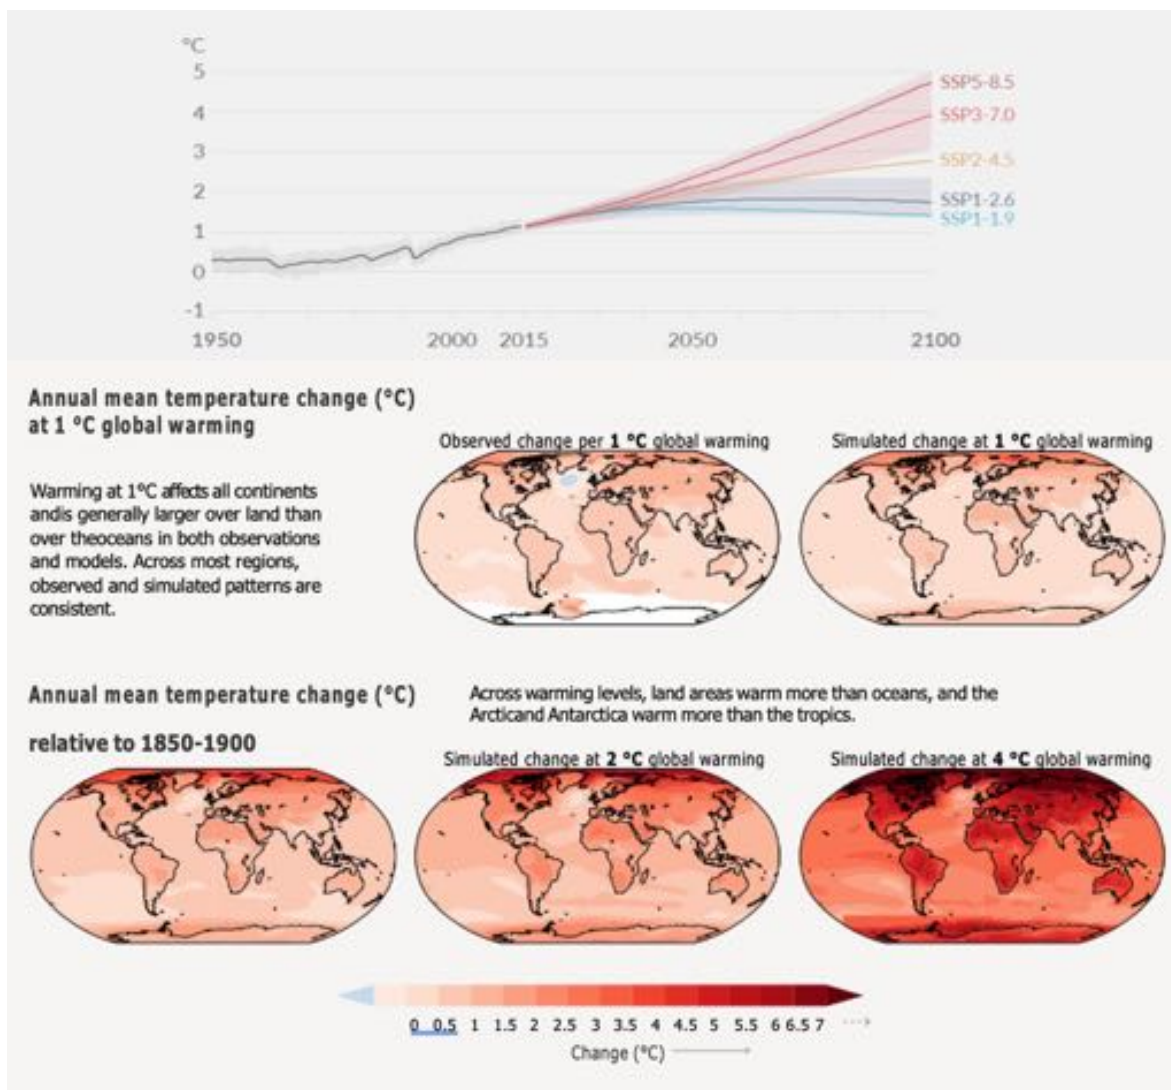 °C
5
4
3
2
1
0
-1
SSP5-8.5
SSP3-7.0
SSP2-4.5
SSP1-2.6
SSP1-1.9
1950 2000 2015 2050 2100
Annual mean temperature change (°C)
at 1 °C global warming
Warming at 1°C affects all continents
andis generally larger over land than
over theoceans in both observations
and models. Across most regions,
observed and simulated patterns are
consistent.
Observed change per 1 °C global warming
Simulated change at 1 °C global warming
Annual mean temperature change (°C)
relative to 1850-1900
Across warming levels, land areas warm more than oceans, and the
Arcticand Antarctica warm more than the tropics.
Simulated change at 2 °C global warming
Simulated change at 4 °C global warming
0 0.5 1 1.5 2 2.5 3 3.5 4 4.5 5 5.5 6 6.5 7
Change (°C)